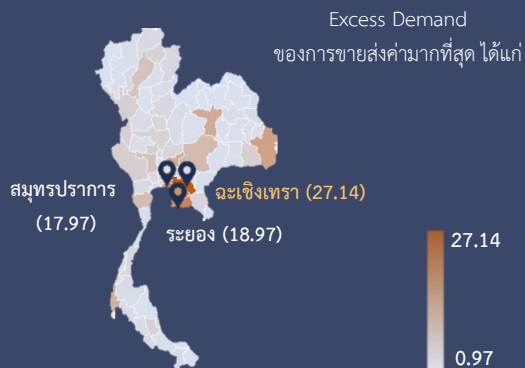 Excess Demand
ของการขายส่งค่ามากที่สุด ได้แก่
สมุทรปราการ
(17.97)
ฉะเชิงเทรา (27.14)
ระยอง (18.97)
27.14
0.97